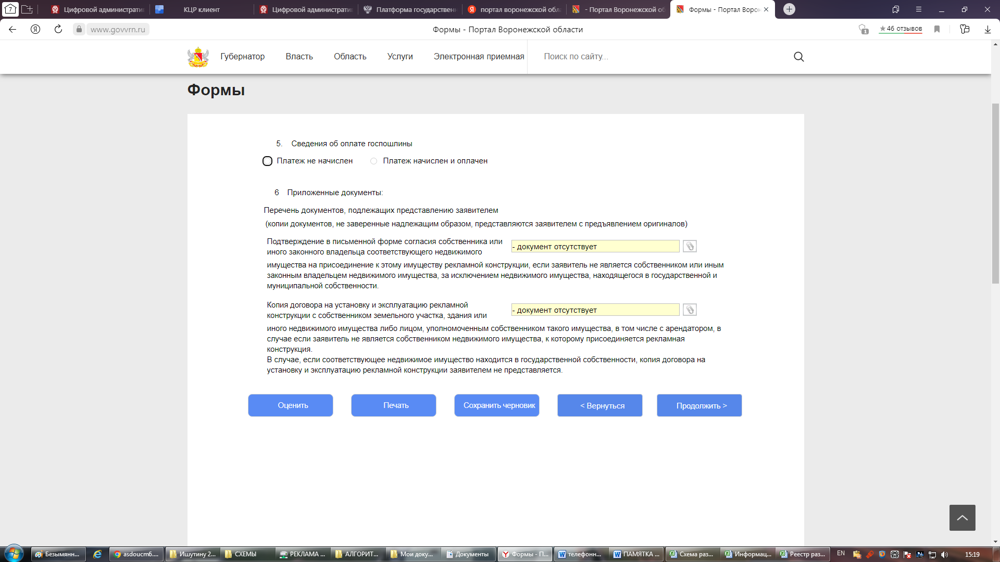 7
Цифровой административн
КЦР клиент
Цифровой административн
Платформа государственн
портал воронежской обла
- Портал Воронежской об
Формы - Портал Ворон
www.govvrn.ru
Формы - Портал Воронежской области
1
46 отзывов
Губернатор
Власть
Область
Услуги
Электронная приемная
Поиск по сайту...
Формы
5. Сведения об оплате госпошлины
Платеж не начислен
Платеж начислен и оплачен
6 Приложенные документы:
Перечень документов, подлежащих представлению заявителем
(копии документов, не заверенные надлежащим образом, представляются заявителем с предъявлением оригиналов)
Подтверждение в письменной форме согласия собственника или
иного законного владельца соответствующего недвижимого
- документ отсутствует
имущества на присоединение к этому имуществу рекламной конструкции, если заявитель не является собственником или иным
законным владельцем недвижимого имущества, за исключением недвижимого имущества, находящегося в государственной и
муниципальной собственности.
Копия договора на установку и эксплуатацию рекламной
конструкции с собственником земельного участка, здания или
- документ отсутствует
иного недвижимого имущества либо лицом, уполномоченным собственником такого имущества, в том числе с арендатором, в
случае если заявитель не является собственником недвижимого имущества, к которому присоединяется рекламная
конструкция.
В случае, если соответствующее недвижимое имущество находится в государственной собственности, копия договора на
установку и эксплуатацию рекламной конструкции заявителем не представляется.
Оценить
Печать
Сохранить черновик
< Вернуться
Продолжить >
Безымянн...
asdoucm6....
Ишутину 2...
СХЕМЫ
РЕКЛАМА ...
АЛГОРИТ...
Мои доку...
Документы
Формы - П...
телефонн...
ПАМЯТКА ...
Схема раз...
Информац...
Реестр раз...
EN
15:19